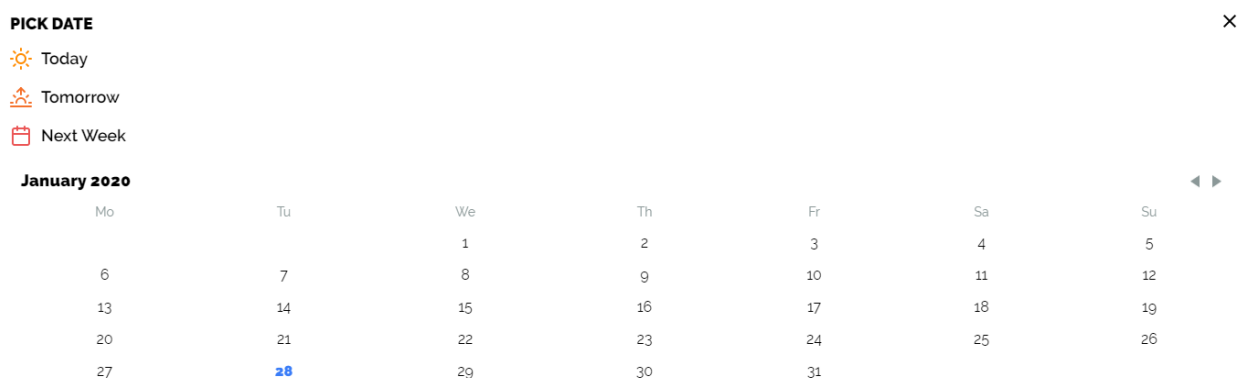 PICK DATE
Today
Tomorrow
Next Week
January 2020
Mo Tu We Th Fr Sa Su
1 2 3 4 5
6 7 8 9 10 11 12
13 14 15 16 17 18 19
20 21 22 23 24 25 26
27 28 29 30 31